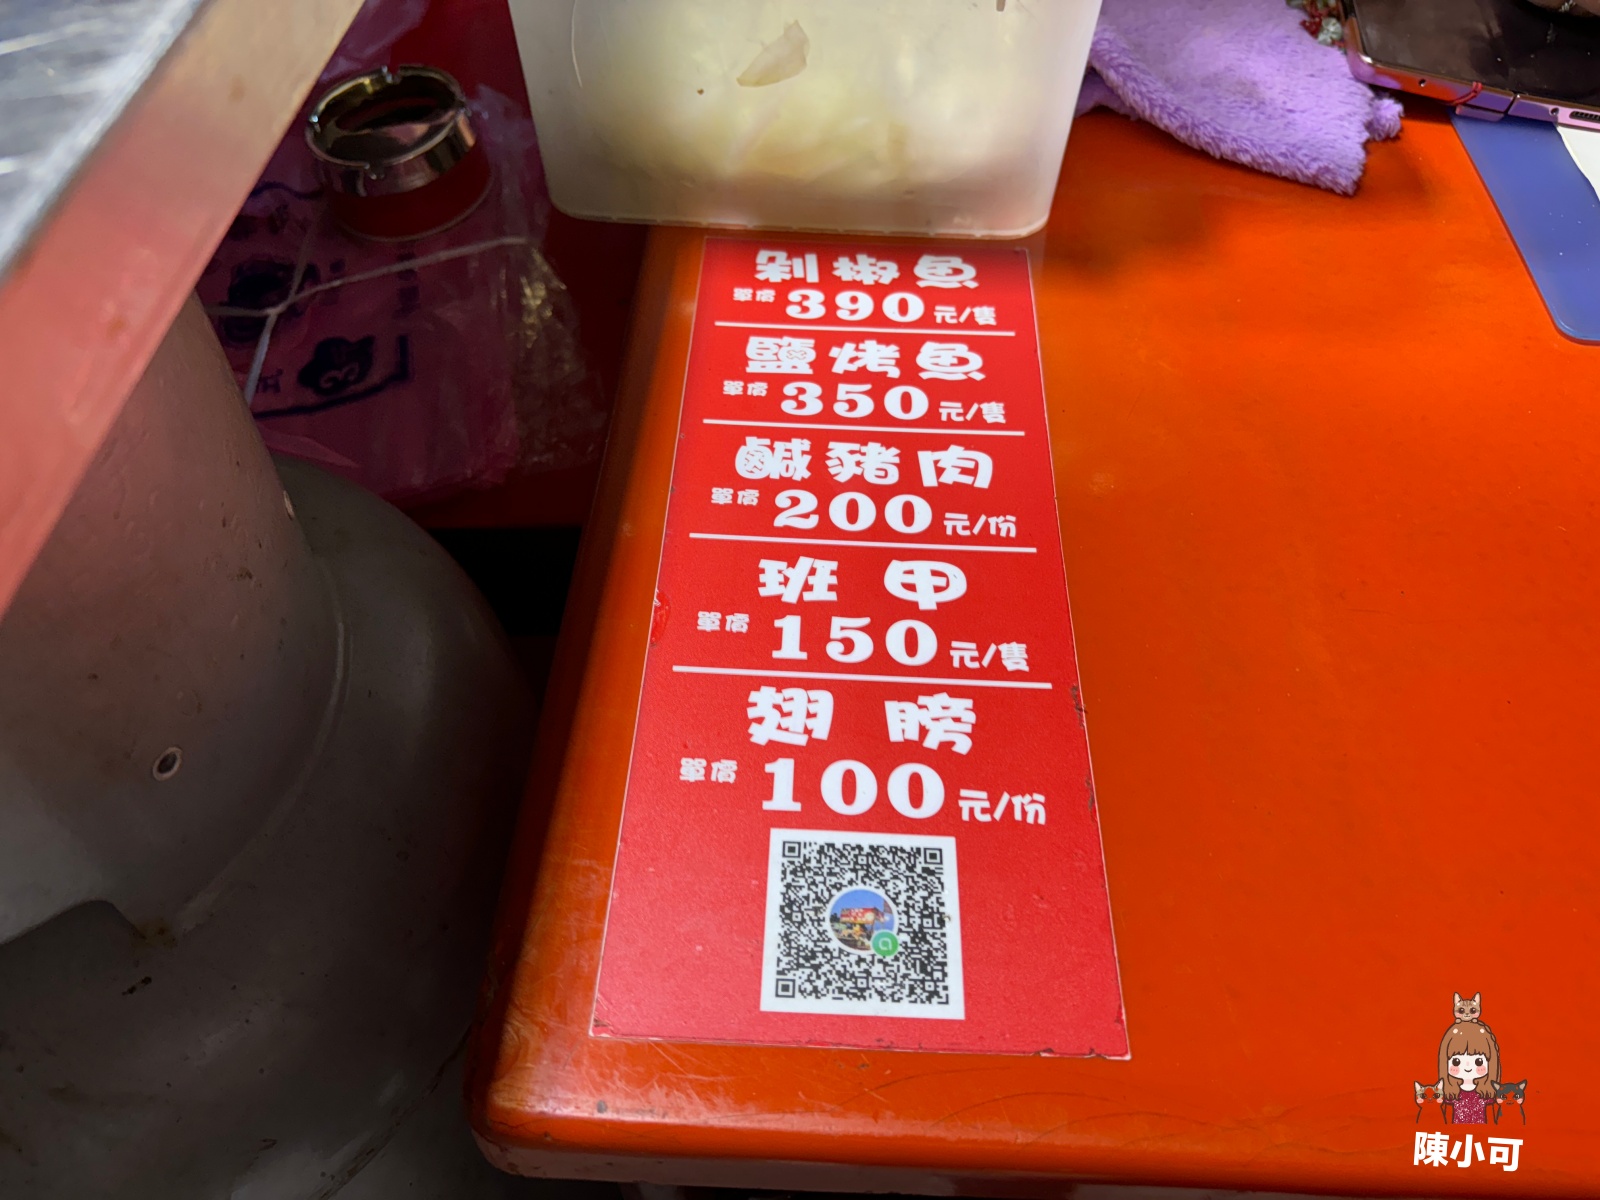 剁椒魚
單價 390 元/隻
鹽烤魚
單價 350 元/隻
鹹豬肉
單價 200 元/份
班甲
單價 150 元/隻
翅膀
單價 100 元/份
陳小可